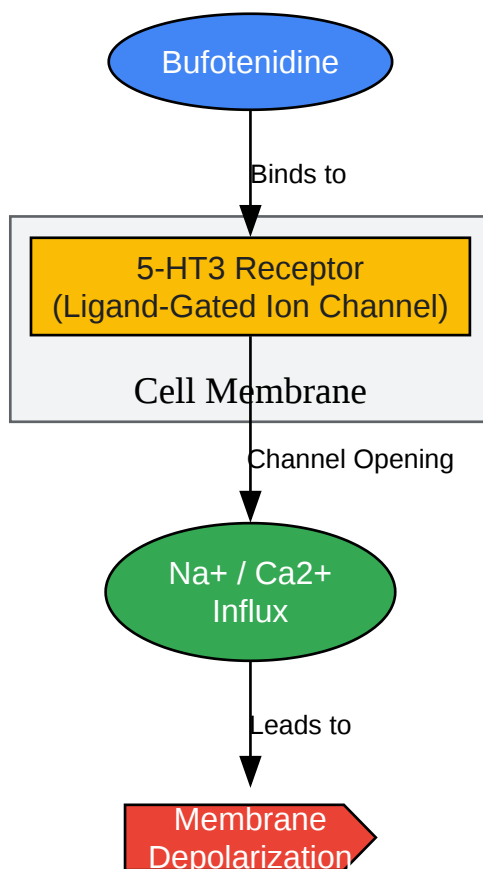 Bufotenidine
Binds to
5-HT3 Receptor
(Ligand-Gated Ion Channel)
Cell Membrane
Channel Opening
Na+ / Ca2+
Influx
Leads to
Membrane
Depolarization